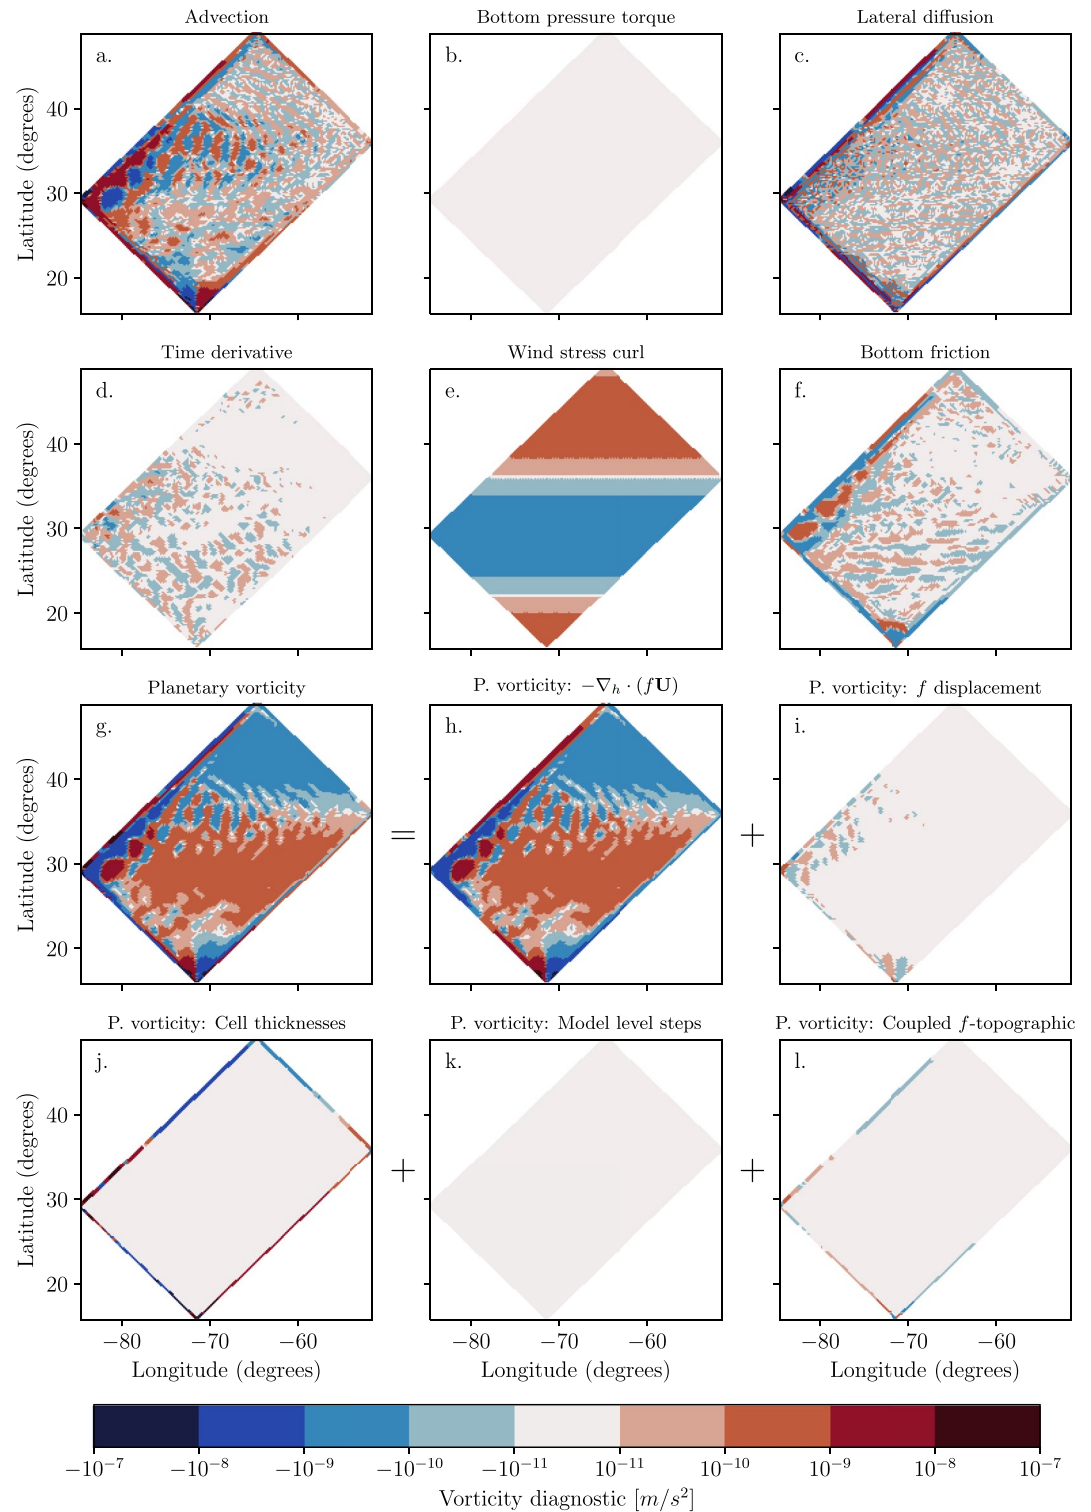 Advection
Bottom pressure torque
Lateral diffusion
a.
b.
c.
Latitude (degrees)
40
30
20
Time derivative
Wind stress curl
Bottom friction
d.
e.
f.
Latitude (degrees)
40
30
20
Planetary vorticity
P. vorticity: −∇ₕ · (f𝐔)
P. vorticity: f displacement
g.
h.
i.
Latitude (degrees)
40
30
20
=
+
P. vorticity: Cell thicknesses
P. vorticity: Model level steps
P. vorticity: Coupled f-topographic
j.
k.
l.
Latitude (degrees)
40
30
20
+
+
−80 −70 −60
−80 −70 −60
−80 −70 −60
Longitude (degrees)
Longitude (degrees)
Longitude (degrees)
−10⁻⁷ −10⁻⁸ −10⁻⁹ −10⁻¹⁰ −10⁻¹¹ 10⁻¹¹ 10⁻¹⁰ 10⁻⁹ 10⁻⁸ 10⁻⁷
Vorticity diagnostic [m/s²]